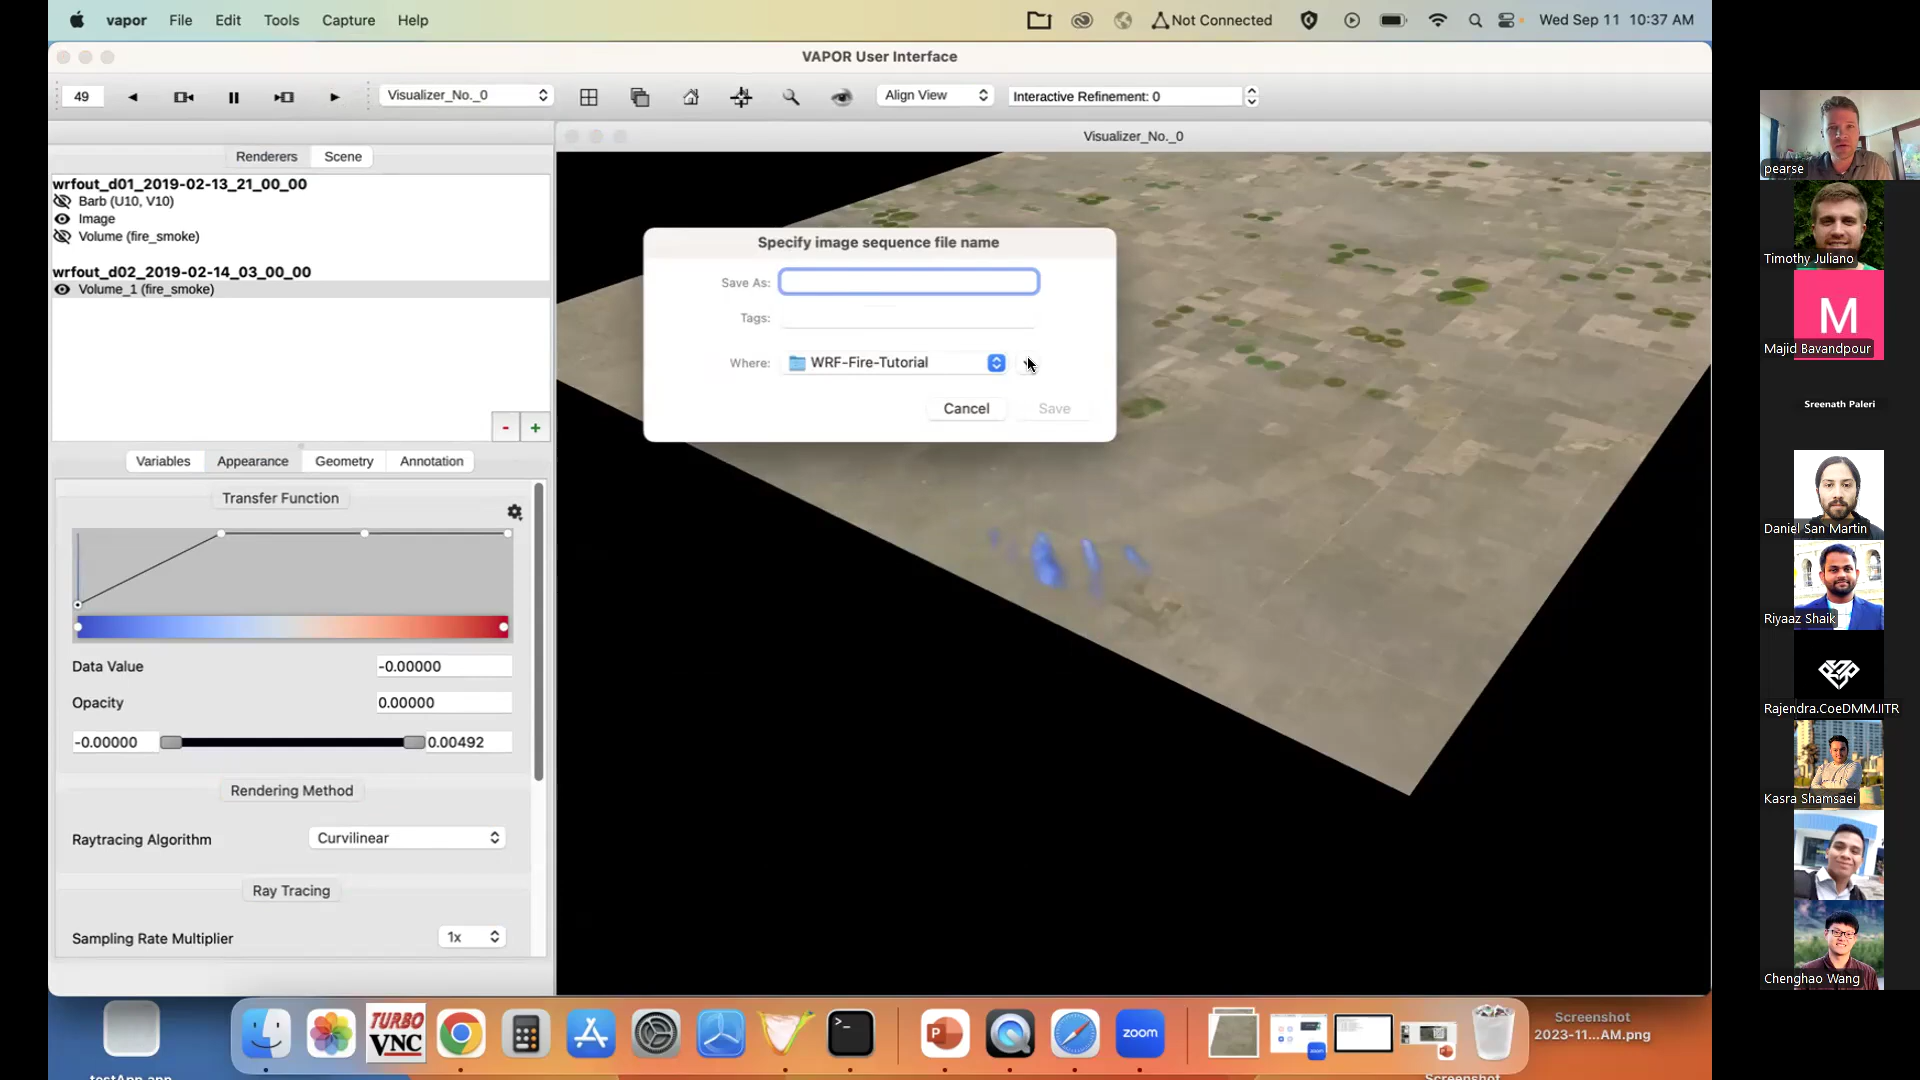 vapor File Edit Tools Capture Help
Not Connected Wed Sep 11 10:37 AM
VAPOR User Interface
49 Visualizer_No._0 Align View Interactive Refinement: 0
Visualizer_No._0
Renderers Scene
wrfout_d01_2019-02-13_21_00_00
Barb (U10, V10)
Image
Volume (fire_smoke)
wrfout_d02_2019-02-14_03_00_00
Volume_1 (fire_smoke)
- +
Variables Appearance Geometry Annotation
Transfer Function
Data Value -0.00000
Opacity 0.00000
-0.00000 0.00492
Rendering Method
Raytracing Algorithm Curvilinear
Ray Tracing
Sampling Rate Multiplier 1x
Specify image sequence file name
Save As:
Tags:
Where: WRF-Fire-Tutorial
Cancel Save
pearse
Timothy Juliano
M
Majid Bavandpour
Sreenath Paleri
Daniel San Martin
Riyaaz Shaik
Rajendra.CoeDMM.IITR
Kasra Shamsaei
Chenghao Wang
TURBO
VNC
zoom
Screenshot
2023-11...AM.png
testApp.app
Screenshot